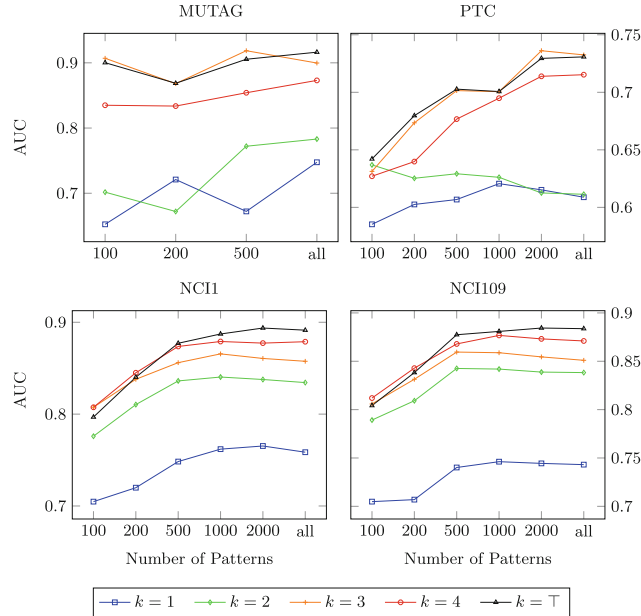 MUTAG
PTC
AUC
0.9
0.8
0.7
100 200 500 all
0.75
0.7
0.65
0.6
100 200 500 1000 2000 all
NCI1
NCI109
AUC
0.9
0.8
0.7
100 200 500 1000 2000 all
Number of Patterns
0.9
0.85
0.8
0.75
0.7
100 200 500 1000 2000 all
Number of Patterns
k = 1 k = 2 k = 3 k = 4 k = ⊤